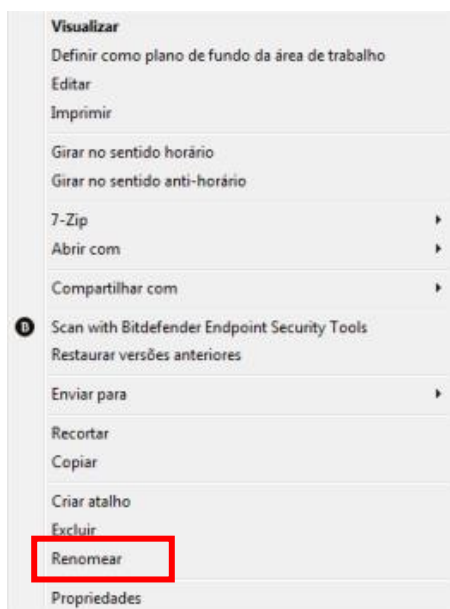 Visualizar
Definir como plano de fundo da área de trabalho
Editar
Imprimir
Girar no sentido horário
Girar no sentido anti-horário
7-Zip
Abrir com
Compartilhar com
B Scan with Bitdefender Endpoint Security Tools
Restaurar versões anteriores
Enviar para
Recortar
Copiar
Criar atalho
Excluir
Renomear
Propriedades